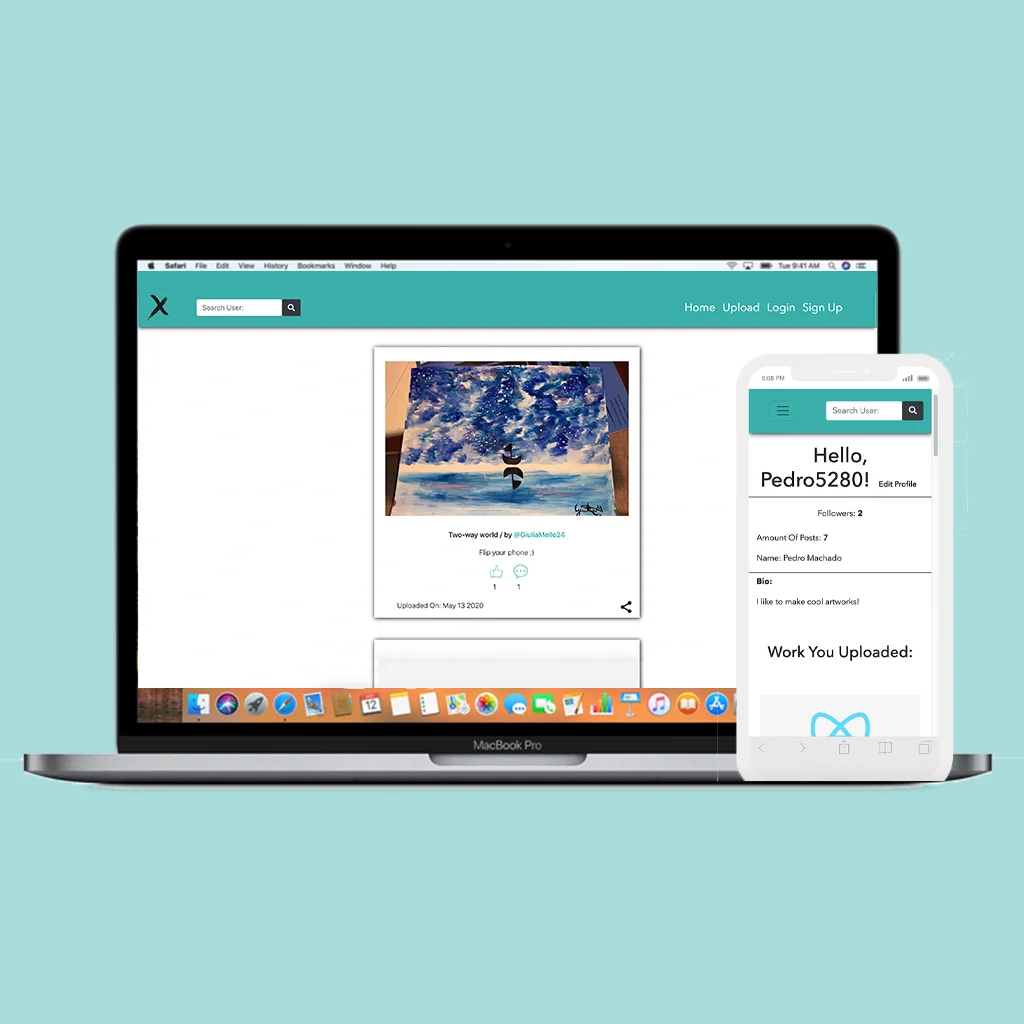 Safari File Edit View History Bookmarks Window Help
Tue 9:41 AM
Search User:
Home Upload Login Sign Up
Two-way world / by @GiuliaMello24
Flip your phone ;)
1 1
Uploaded On: May 13 2020
12
MacBook Pro
6:08 PM
Search User:
Hello,
Pedro5280! Edit Profile
Followers: 2
Amount Of Posts: 7
Name: Pedro Machado
Bio:
I like to make cool artworks!
Work You Uploaded: